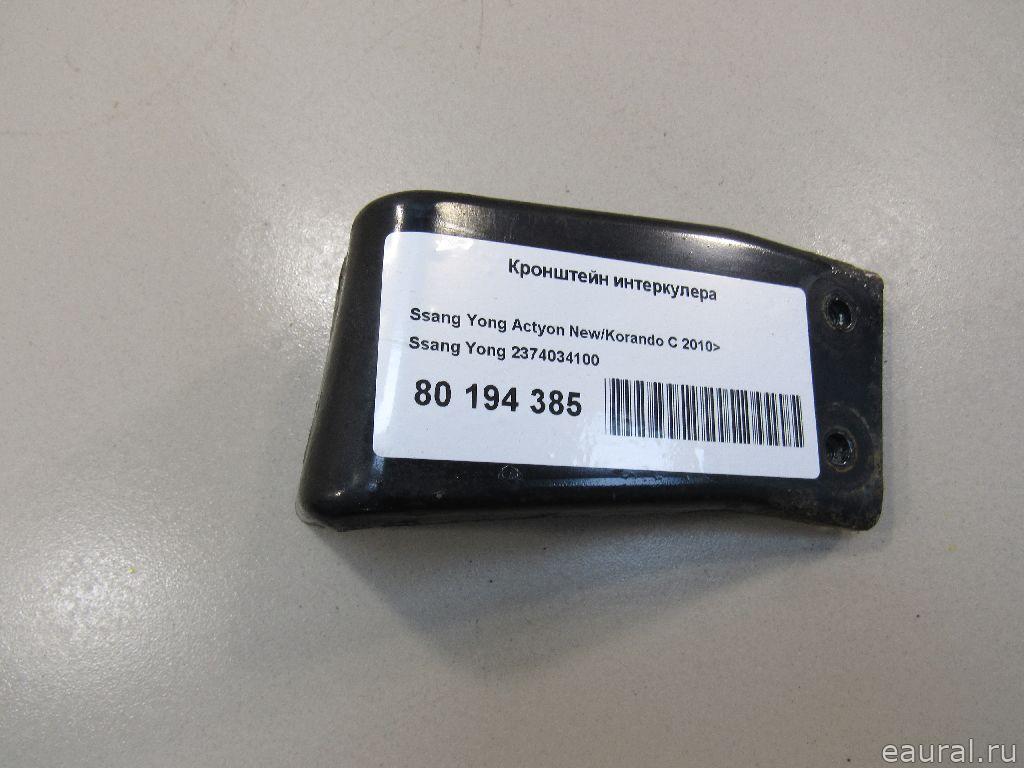 Кронштейн интеркулера
Ssang Yong Actyon New/Korando C 2010>
Ssang Yong 2374034100
80 194 385
eaural.ru